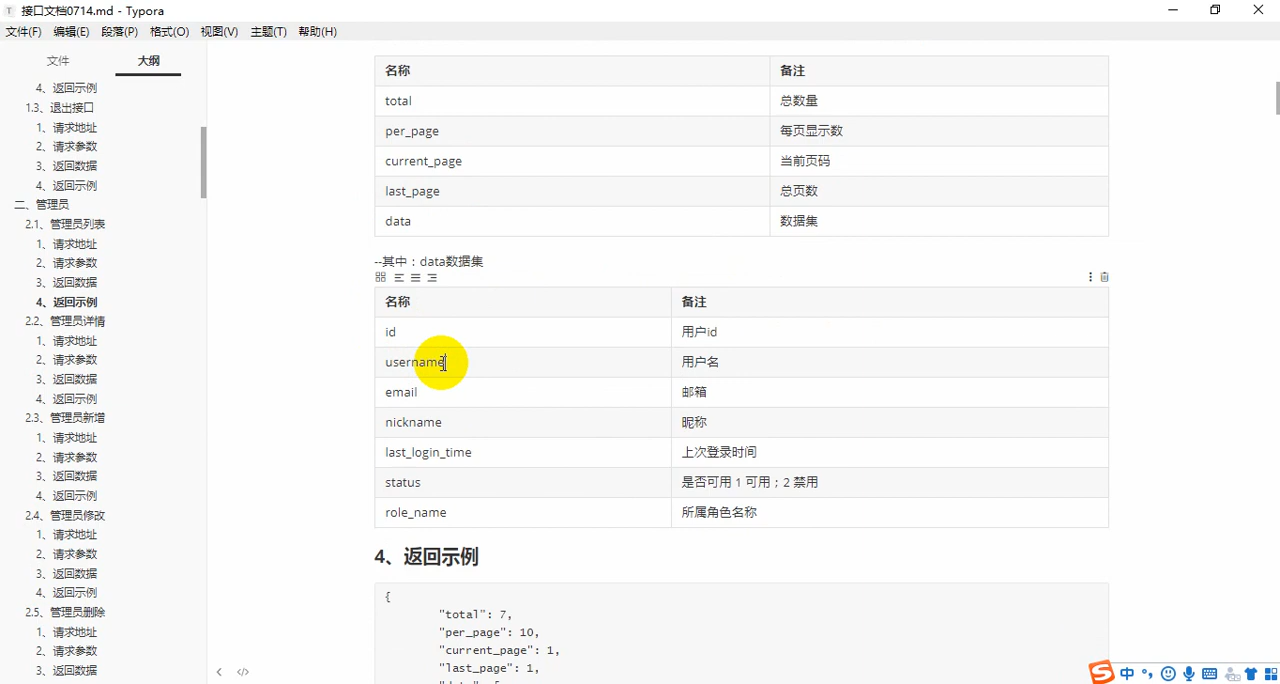 接口文档0714.md - Typora
文件(F) 编辑(E) 段落(P) 格式(O) 视图(V) 主题(T) 帮助(H)
文件 大纲
4、返回示例
1.3、退出接口
1、请求地址
2、请求参数
3、返回数据
4、返回示例
二、管理员
2.1、管理员列表
1、请求地址
2、请求参数
3、返回数据
4、返回示例
2.2、管理员详情
1、请求地址
2、请求参数
3、返回数据
4、返回示例
2.3、管理员新增
1、请求地址
2、请求参数
3、返回数据
4、返回示例
2.4、管理员修改
1、请求地址
2、请求参数
3、返回数据
4、返回示例
2.5、管理员删除
1、请求地址
2、请求参数
3、返回数据
名称 备注
total 总数量
per_page 每页显示数
current_page 当前页码
last_page 总页数
data 数据集
--其中：data数据集
名称 备注
id 用户id
username 用户名
email 邮箱
nickname 昵称
last_login_time 上次登录时间
status 是否可用 1 可用；2 禁用
role_name 所属角色名称
4、返回示例
{
"total": 7,
"per_page": 10,
"current_page": 1,
"last_page": 1,
中